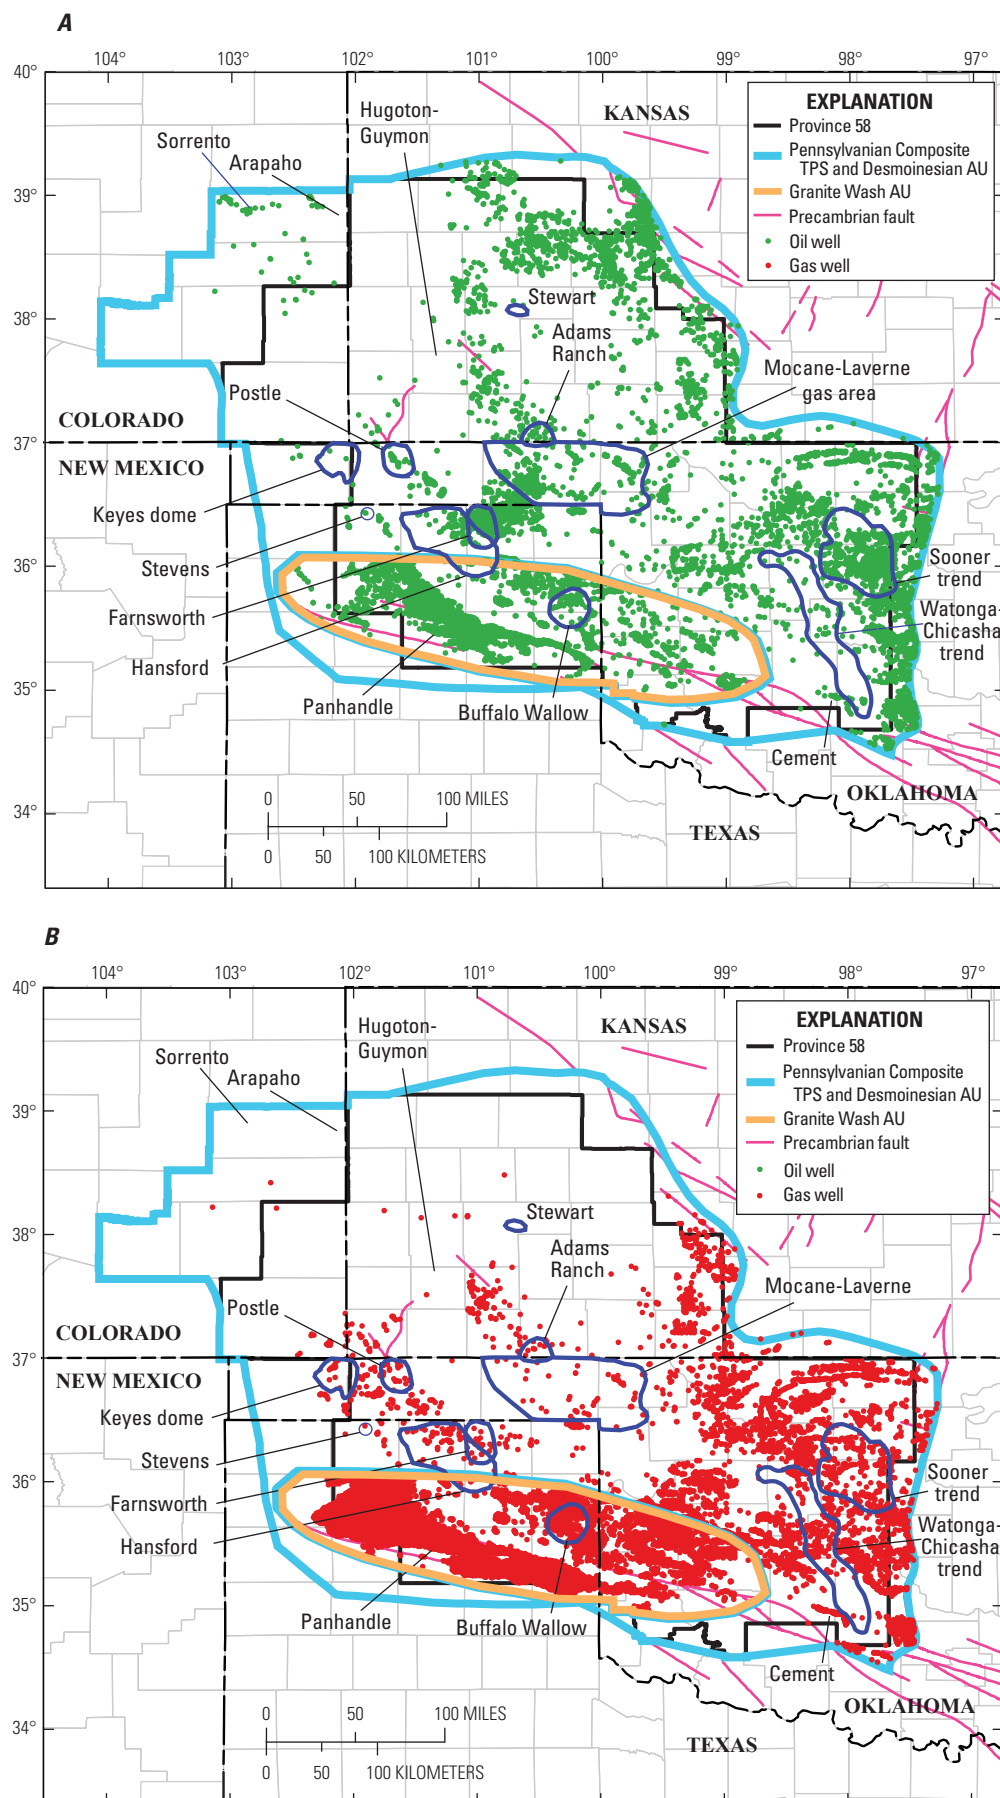 A
104° 103° 102° 101° 100° 99° 98° 97°
40°
39°
38°
37°
36°
35°
34°
Hugoton-
Guymon
KANSAS
Sorrento
Arapaho
EXPLANATION
Province 58
Pennsylvanian Composite
TPS and Desmoinesian AU
Granite Wash AU
Precambrian fault
Oil well
Gas well
Stewart
Adams
Ranch
Mocane-Laverne
gas area
Postle
COLORADO
NEW MEXICO
Keyes dome
Stevens
Farnsworth
Hansford
Panhandle
Buffalo Wallow
Sooner
trend
Watonga-
Chicasha
trend
Cement
OKLAHOMA
TEXAS
0 50 100 MILES
0 50 100 KILOMETERS
B
104° 103° 102° 101° 100° 99° 98° 97°
40°
39°
38°
37°
36°
35°
34°
Hugoton-
Guymon
KANSAS
Sorrento
Arapaho
EXPLANATION
Province 58
Pennsylvanian Composite
TPS and Desmoinesian AU
Granite Wash AU
Precambrian fault
Oil well
Gas well
Stewart
Adams
Ranch
Mocane-Laverne
Postle
COLORADO
NEW MEXICO
Keyes dome
Stevens
Farnsworth
Hansford
Panhandle
Buffalo Wallow
Sooner
trend
Watonga-
Chicasha
trend
Cement
OKLAHOMA
TEXAS
0 50 100 MILES
0 50 100 KILOMETERS